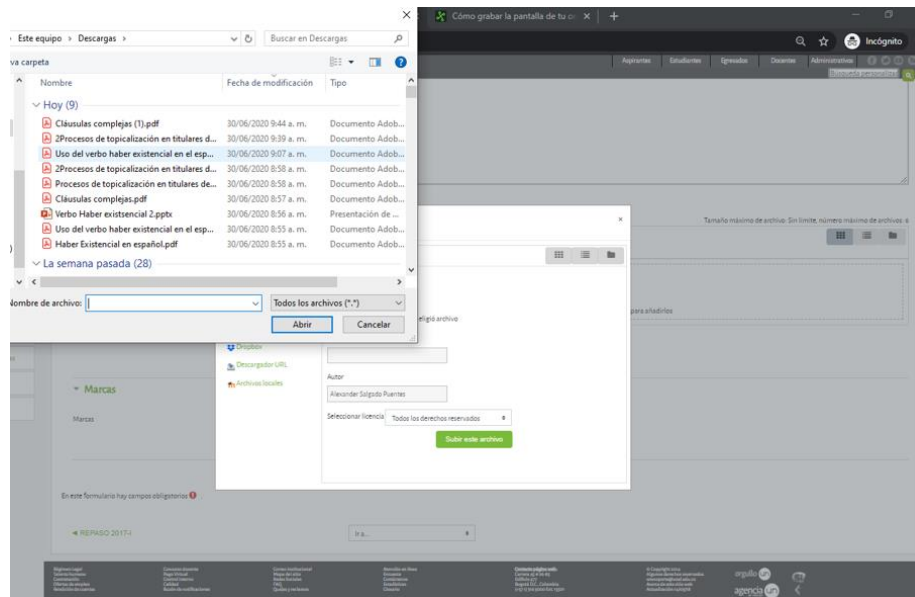 Cómo grabar la pantalla de tu o
Este equipo > Descargas >
Buscar en Descargas
Incógnito
va carpeta
Aspirantes Estudiantes Egresados Docentes Administrativos
Búsqueda personalizada
Nombre Fecha de modificación Tipo
Hoy (9)
Cláusulas complejas (1).pdf 30/06/2020 9:44 a. m. Documento Adob...
2Procesos de topicalización en titulares d... 30/06/2020 9:39 a. m. Documento Adob...
Uso del verbo haber existencial en el esp... 30/06/2020 9:07 a. m. Documento Adob...
2Procesos de topicalización en titulares d... 30/06/2020 8:58 a. m. Documento Adob...
Procesos de topicalización en titulares de... 30/06/2020 8:58 a. m. Documento Adob...
Cláusulas complejas.pdf 30/06/2020 8:57 a. m. Documento Adob...
Verbo Haber existsencial 2.pptx 30/06/2020 8:56 a. m. Presentación de ...
Uso del verbo haber existencial en el esp... 30/06/2020 8:55 a. m. Documento Adob...
Haber Existencial en español.pdf 30/06/2020 8:55 a. m. Documento Adob...
La semana pasada (28)
Tamaño máximo de archivo: Sin límite, número máximo de archivos: 0
Nombre de archivo: Todos los archivos (*.*)
Abrir Cancelar
eligió archivo
para añadirlos
Dropbox
Descargador URL
Archivos locales
Autor
Alexander Salgado Puentes
Marcas
Marcas
Seleccionar licencia Todos los derechos reservados
Subir este archivo
En este formulario hay campos obligatorios
REPASO 2017-I
Ir a...
orgullo
agencia